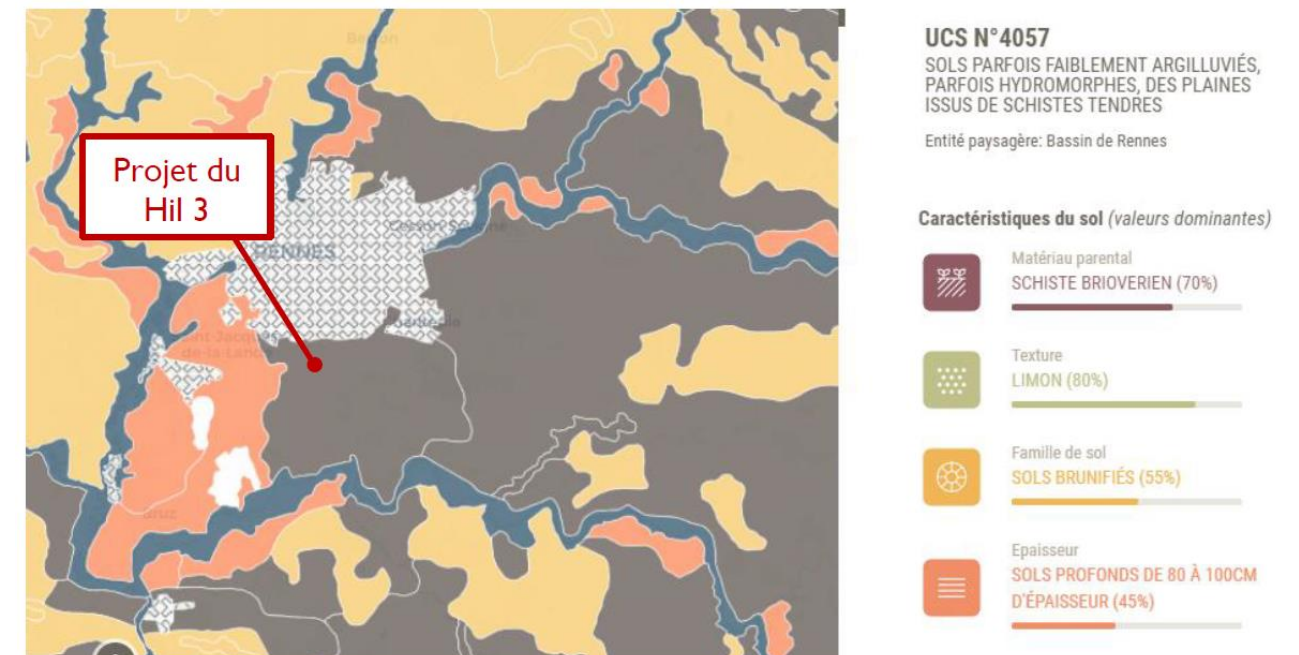 Projet du
Hil 3
RENNES
UCS N°4057
SOLS PARFOIS FAIBLEMENT ARGILLUVIÉS,
PARFOIS HYDROMORPHES, DES PLAINES
ISSUS DE SCHISTES TENDRES
Entité paysagère: Bassin de Rennes
Caractéristiques du sol (valeurs dominantes)
Matériau parental
SCHISTE BRIOVERIEN (70%)
Texture
LIMON (80%)
Famille de sol
SOLS BRUNIFIÉS (55%)
Epaisseur
SOLS PROFONDS DE 80 À 100CM
D'ÉPAISSEUR (45%)